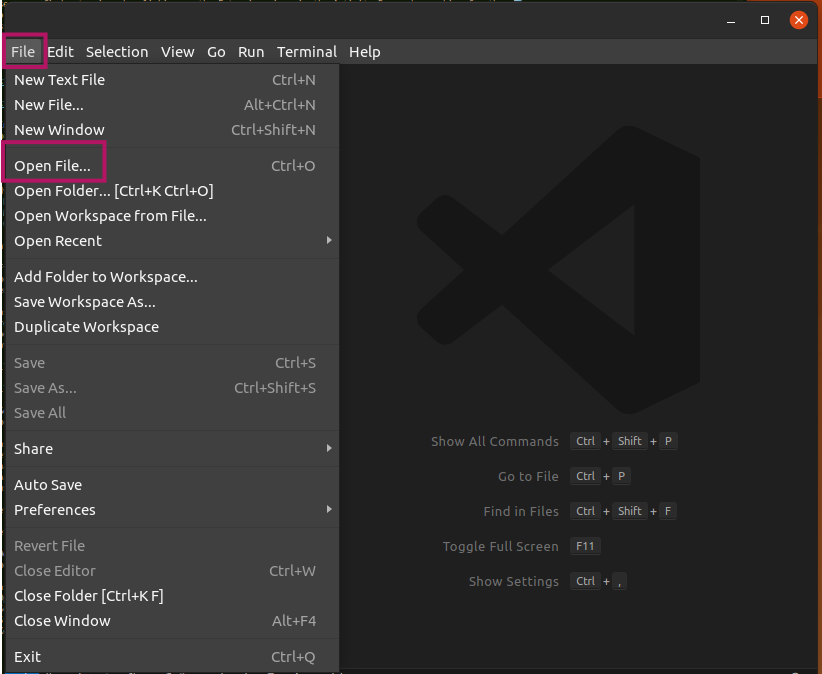 File Edit Selection View Go Run Terminal Help
New Text File Ctrl+N
New File... Alt+Ctrl+N
New Window Ctrl+Shift+N
Open File... Ctrl+O
Open Folder... [Ctrl+K Ctrl+O]
Open Workspace from File...
Open Recent
Add Folder to Workspace...
Save Workspace As...
Duplicate Workspace
Save Ctrl+S
Save As... Ctrl+Shift+S
Save All
Share
Auto Save
Preferences
Revert File
Close Editor Ctrl+W
Close Folder [Ctrl+K F]
Close Window Alt+F4
Exit Ctrl+Q
Show All Commands Ctrl + Shift + P
Go to File Ctrl + P
Find in Files Ctrl + Shift + F
Toggle Full Screen F11
Show Settings Ctrl + ,